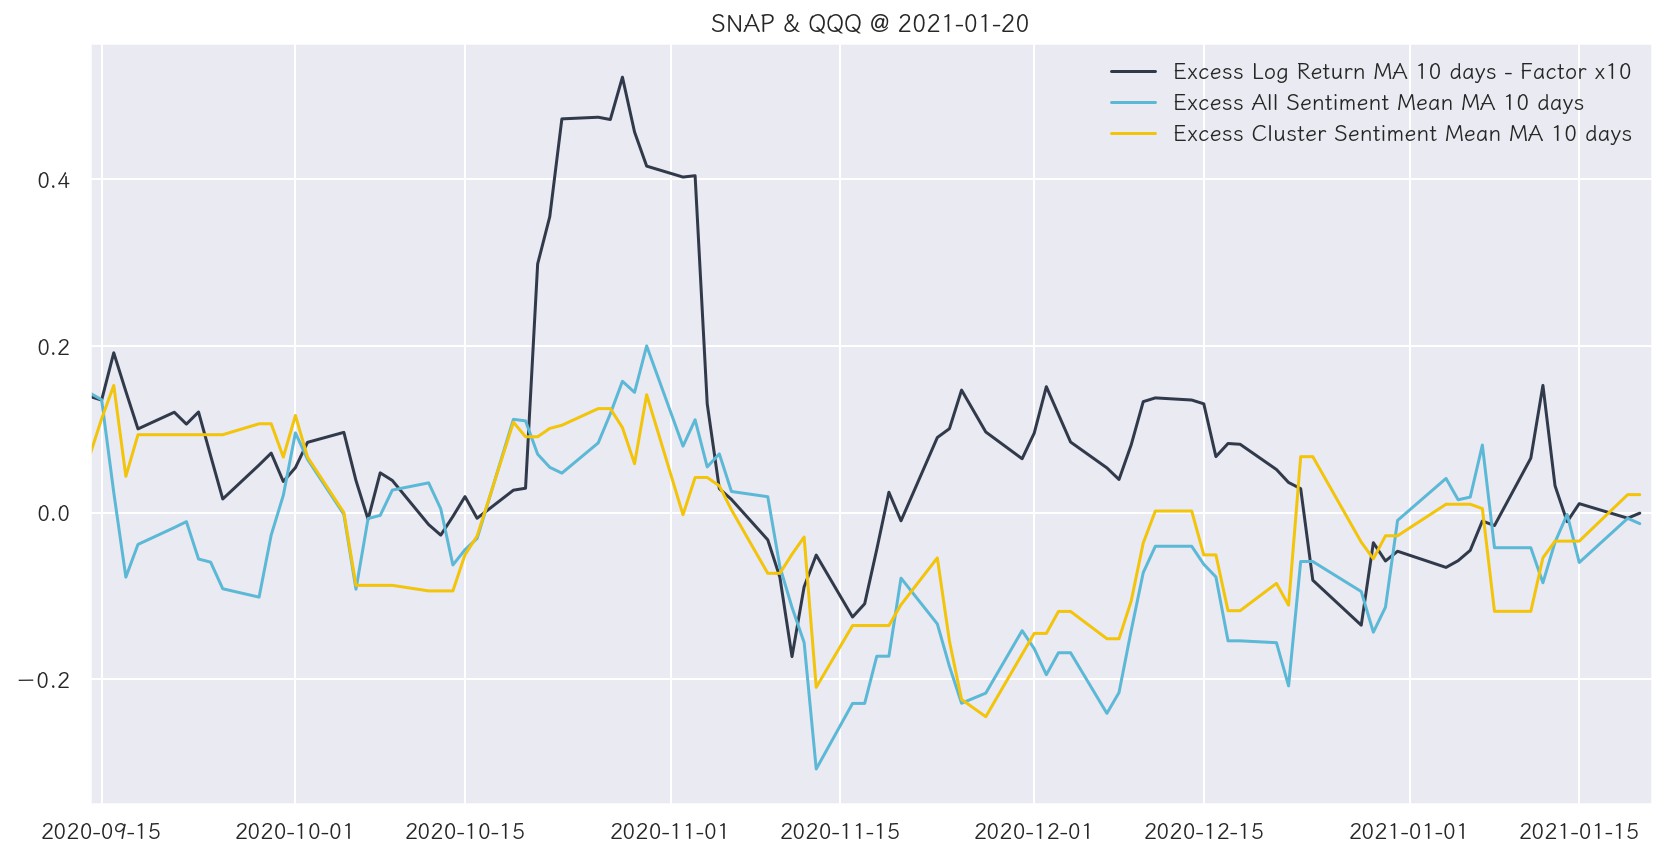 SNAP & QQQ @ 2021-01-20
Excess Log Return MA 10 days - Factor x10
Excess All Sentiment Mean MA 10 days
Excess Cluster Sentiment Mean MA 10 days
0.4
0.2
0.0
−0.2
2020-09-15 2020-10-01 2020-10-15 2020-11-01 2020-11-15 2020-12-01 2020-12-15 2021-01-01 2021-01-15